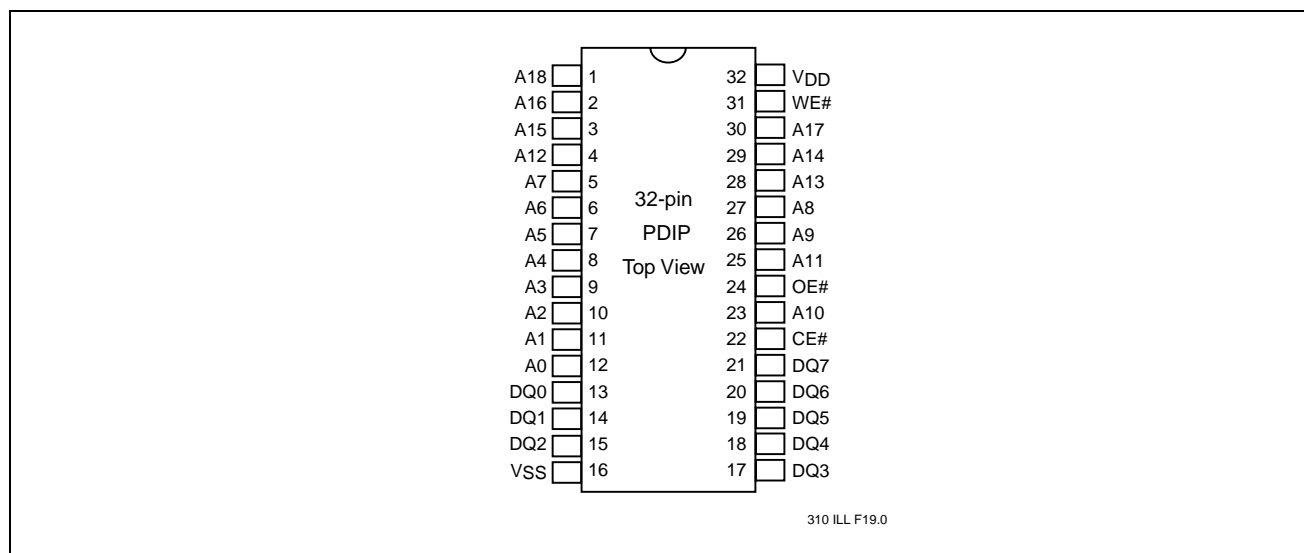 A18 1 32 VDD
A16 2 31 WE#
A15 3 30 A17
A12 4 29 A14
A7 5 28 A13
A6 6 32-pin 27 A8
A5 7 PDIP 26 A9
A4 8 Top View 25 A11
A3 9 24 OE#
A2 10 23 A10
A1 11 22 CE#
A0 12 21 DQ7
DQ0 13 20 DQ6
DQ1 14 19 DQ5
DQ2 15 18 DQ4
VSS 16 17 DQ3
310 ILL F19.0